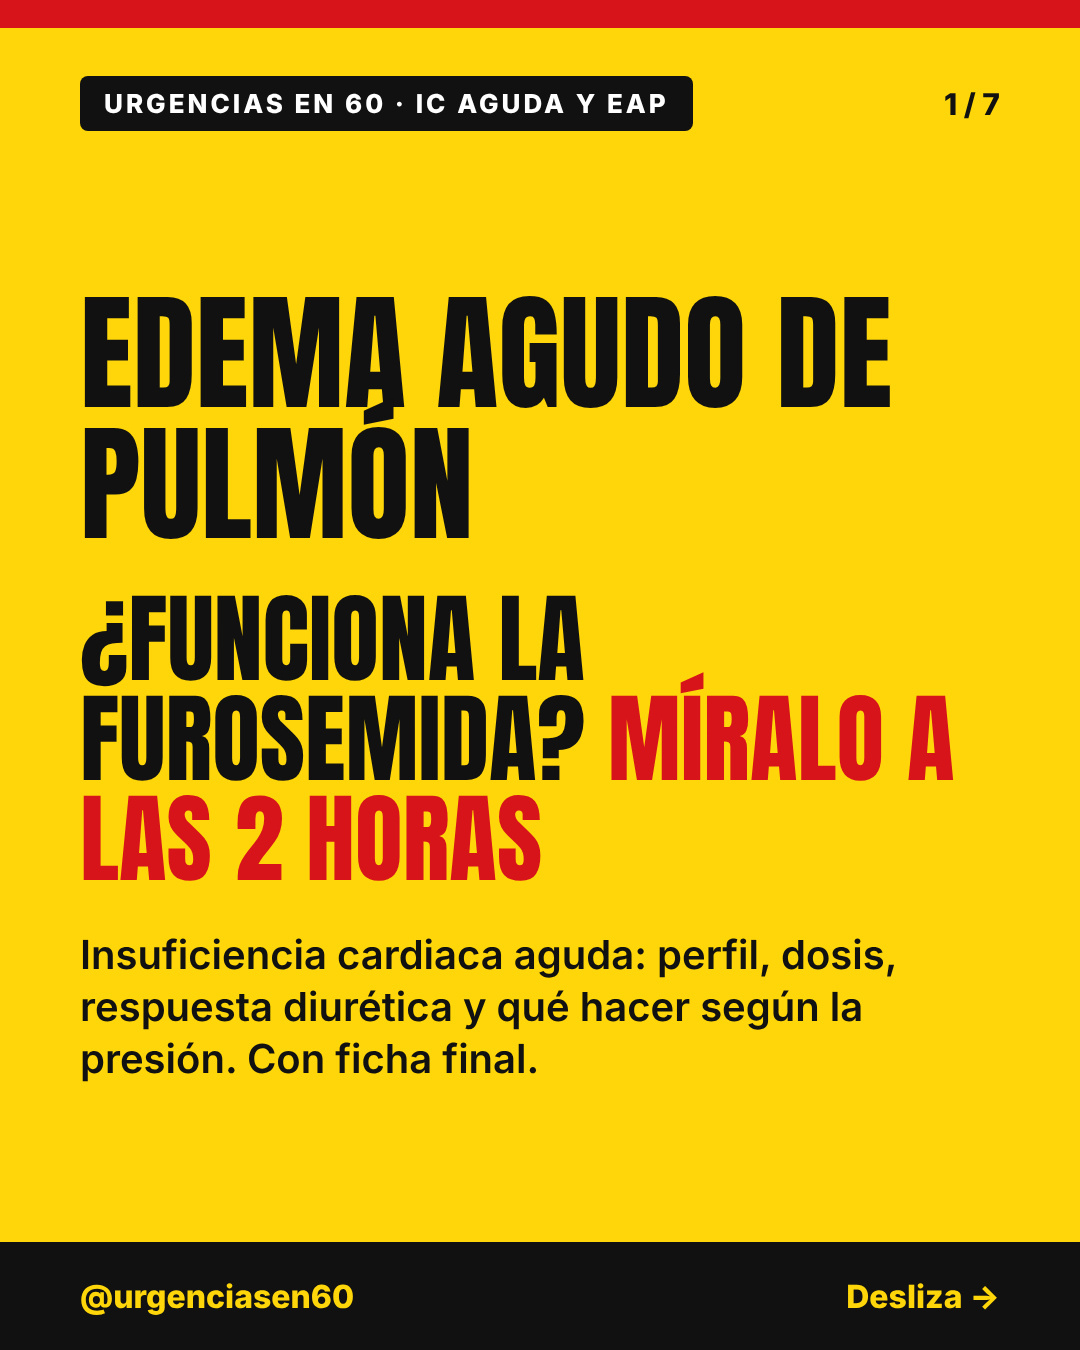 URGENCIAS EN 60 · IC AGUDA Y EAP
1/7
EDEMA AGUDO DE
PULMÓN
¿FUNCIONA LA
FUROSEMIDA? MÍRALO A
LAS 2 HORAS
Insuficiencia cardiaca aguda: perfil, dosis,
respuesta diurética y qué hacer según la
presión. Con ficha final.
@urgenciasen60
Desliza →